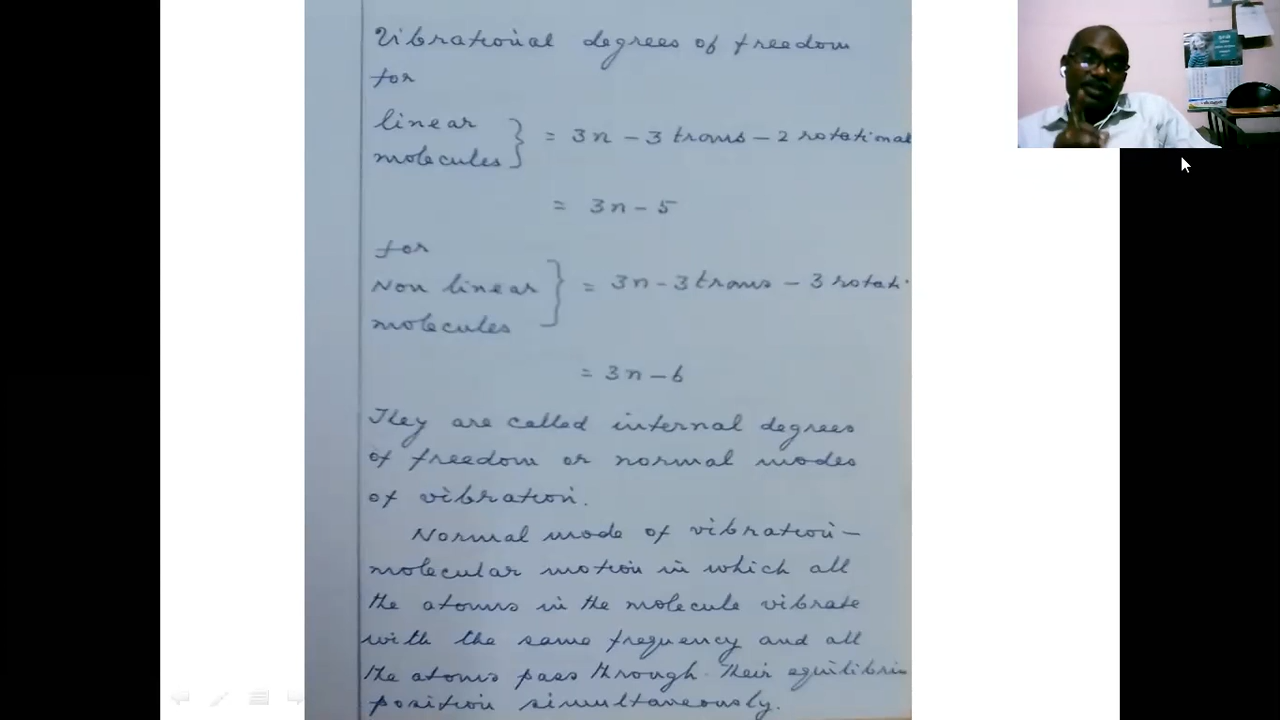 Vibrational degrees of freedom
for
linear
molecules } = 3n - 3 trans - 2 rotational
= 3n - 5
for
Non linear
molecules } = 3n - 3 trans - 3 rotati
= 3n - 6
They are called internal degrees
of freedom or normal modes
of vibration.
Normal mode of vibration -
molecular motion in which all
the atoms in the molecule vibrate
with the same frequency and all
the atoms pass through their equilibriu
position simultaneously.